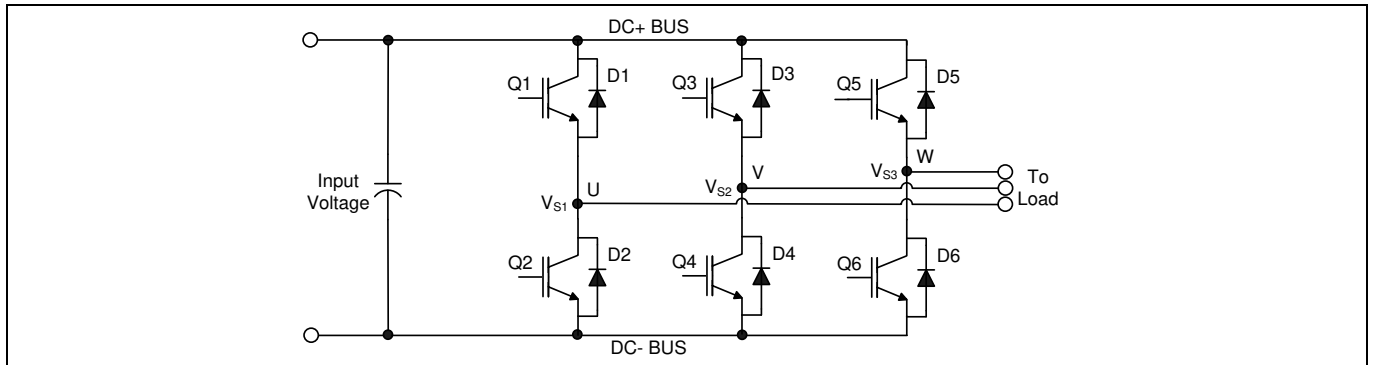 DC+ BUS
Q1
D1
Q3
D3
Q5
D5
Input
Voltage
VS1
U
VS2
V
VS3
W
To
Load
Q2
D2
Q4
D4
Q6
D6
DC- BUS